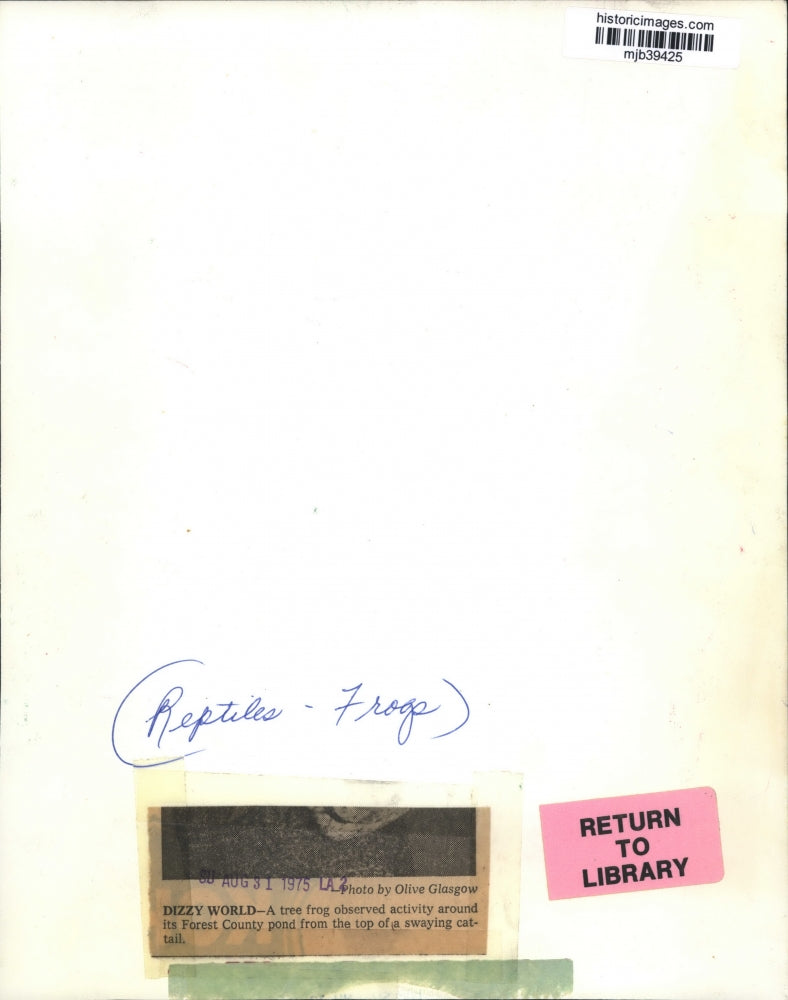 historicimages.com
mjb39425
(Reptiles - Frogs)
SU AUG 31 1975 LA 2
Photo by Olive Glasgow
DIZZY WORLD—A tree frog observed activity around
its Forest County pond from the top of a swaying cat-
tail.
RETURN
TO
LIBRARY